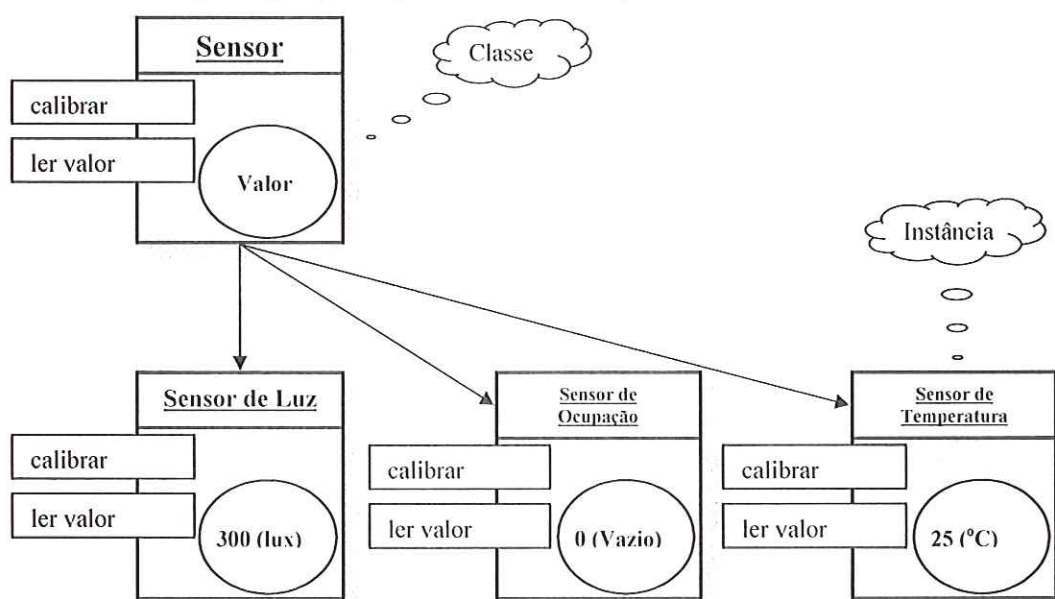 Sensor
Classe
calibrar
ler valor
Valor
Instância
Sensor de Luz
calibrar
ler valor
300 (lux)
Sensor de
Ocupação
calibrar
ler valor
0 (Vazio)
Sensor de
Temperatura
calibrar
ler valor
25 (ºC)